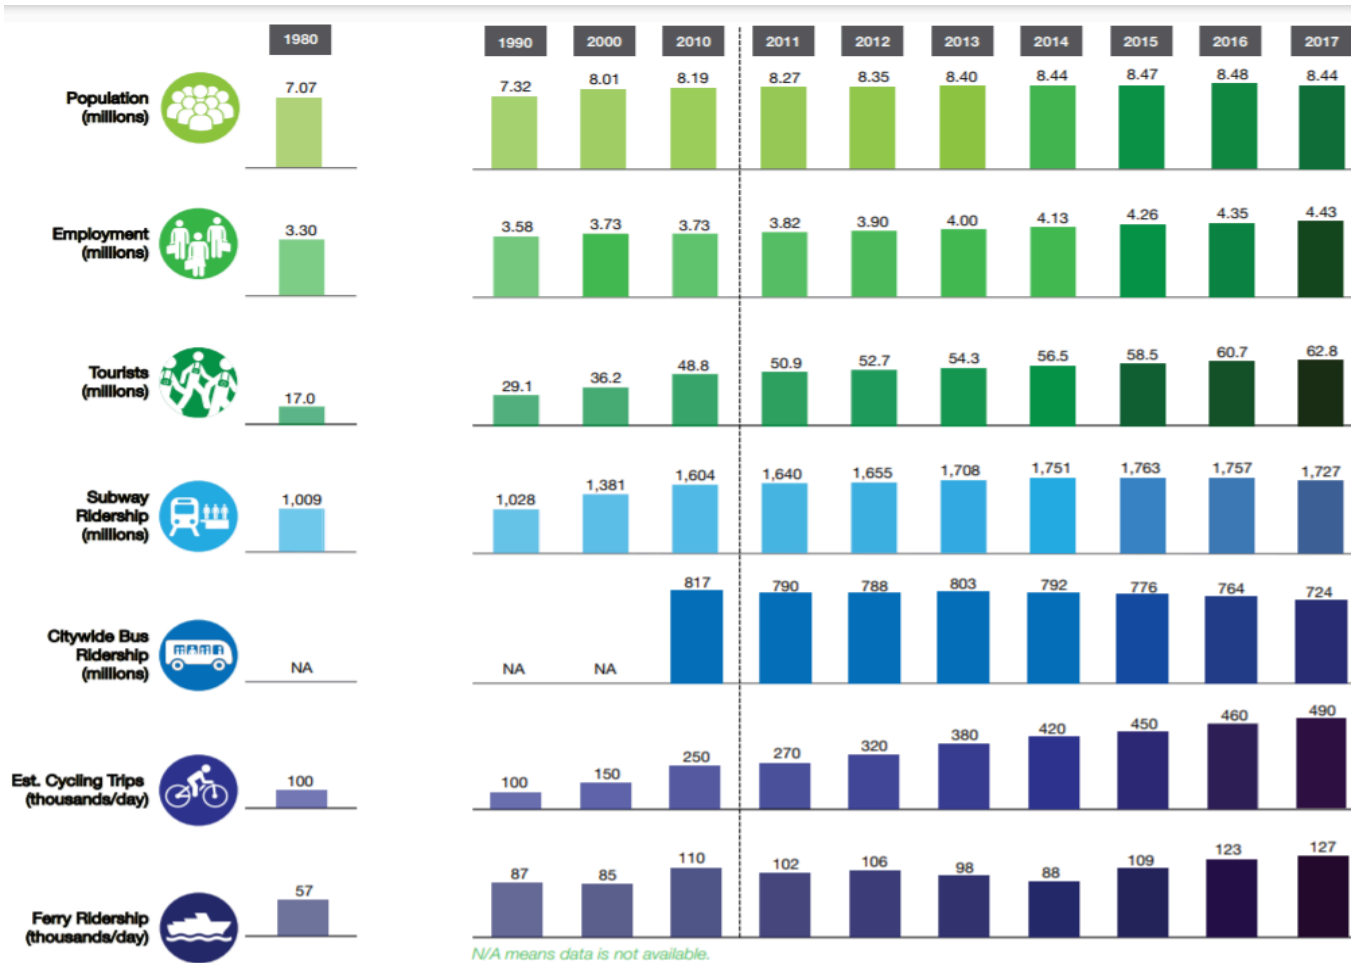 1980 1990 2000 2010 2011 2012 2013 2014 2015 2016 2017
Population
(millions)
7.07 7.32 8.01 8.19 8.27 8.35 8.40 8.44 8.47 8.48 8.44
Employment
(millions)
3.30 3.58 3.73 3.73 3.82 3.90 4.00 4.13 4.26 4.35 4.43
Tourists
(millions)
17.0 29.1 36.2 48.8 50.9 52.7 54.3 56.5 58.5 60.7 62.8
Subway
Ridership
(millions)
1,009 1,028 1,381 1,604 1,640 1,655 1,708 1,751 1,763 1,757 1,727
Citywide Bus
Ridership
(millions)
NA NA NA 817 790 788 803 792 776 764 724
Est. Cycling Trips
(thousands/day)
100 100 150 250 270 320 380 420 450 460 490
Ferry Ridership
(thousands/day)
57 87 85 110 102 106 98 88 109 123 127
N/A means data is not available.